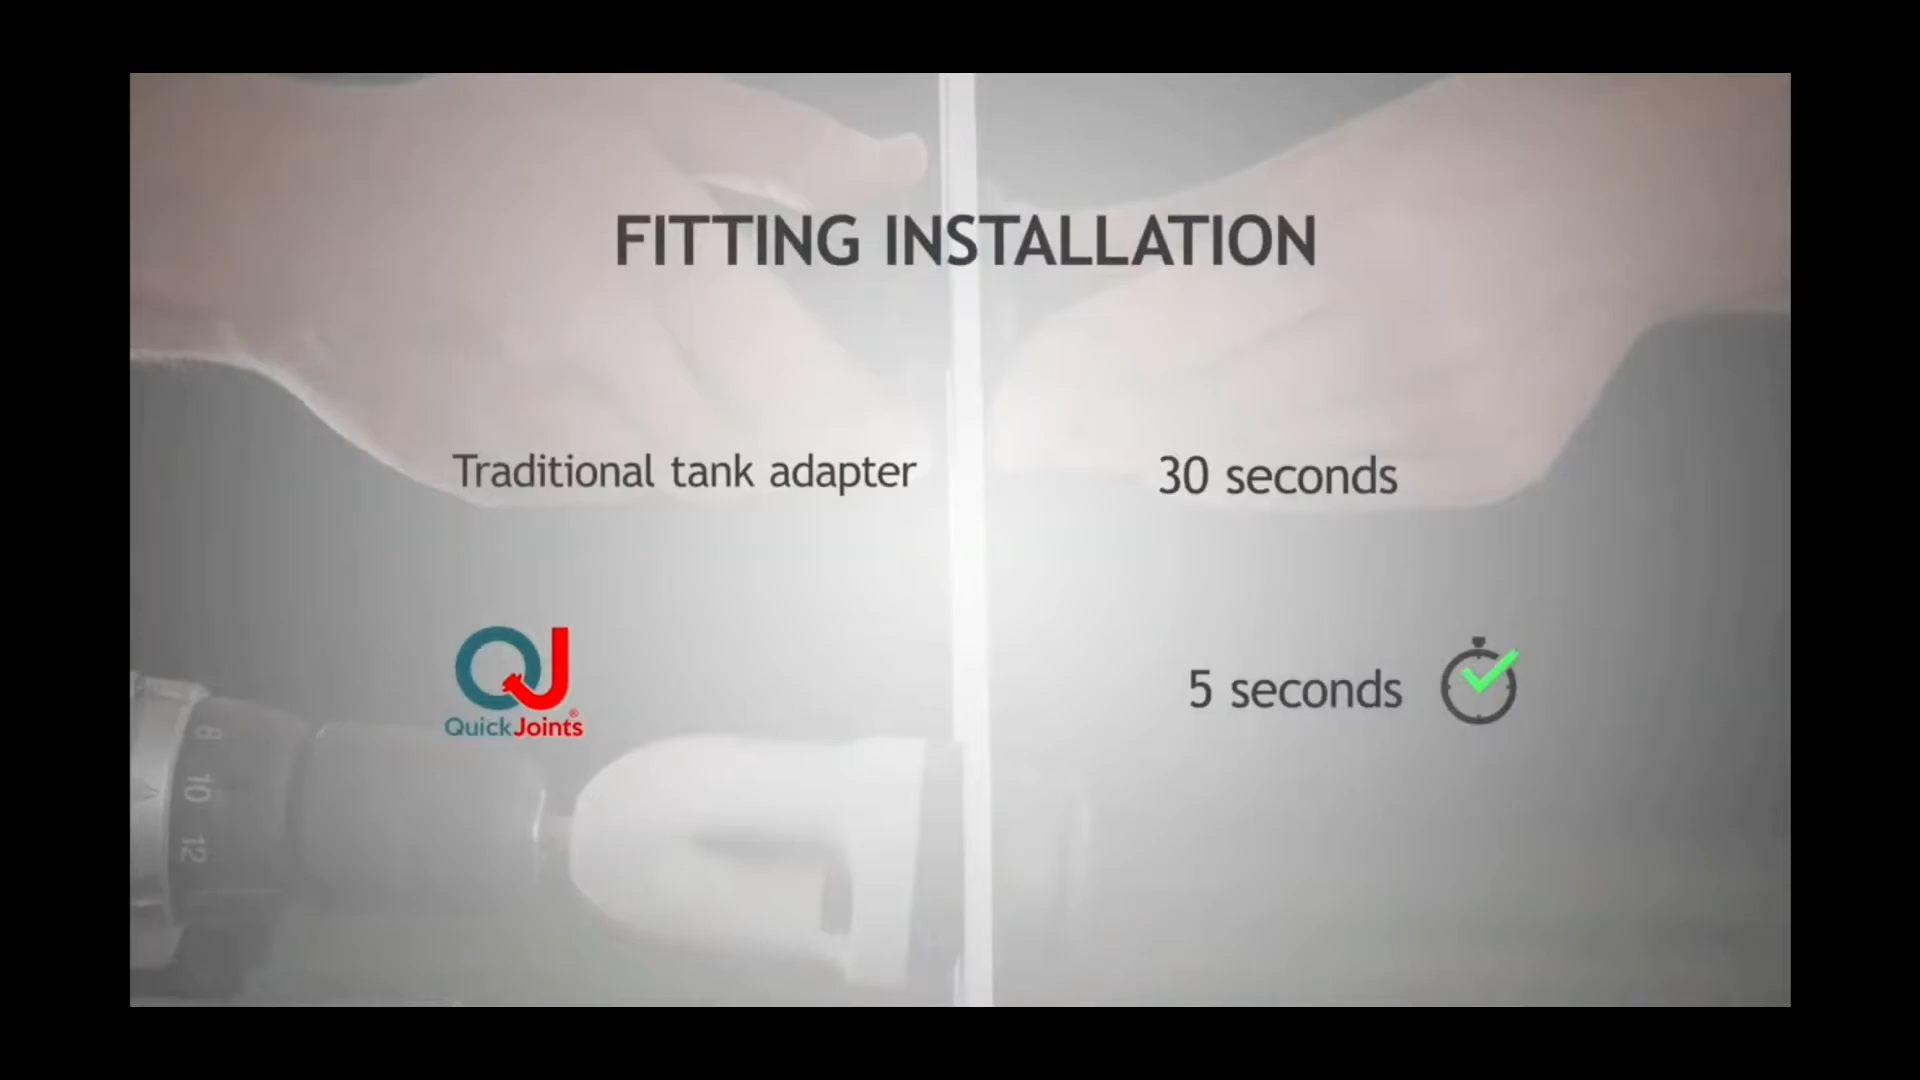 FITTING INSTALLATION
Traditional tank adapter
30 seconds
QJ
QuickJoints®
5 seconds
8
10
12